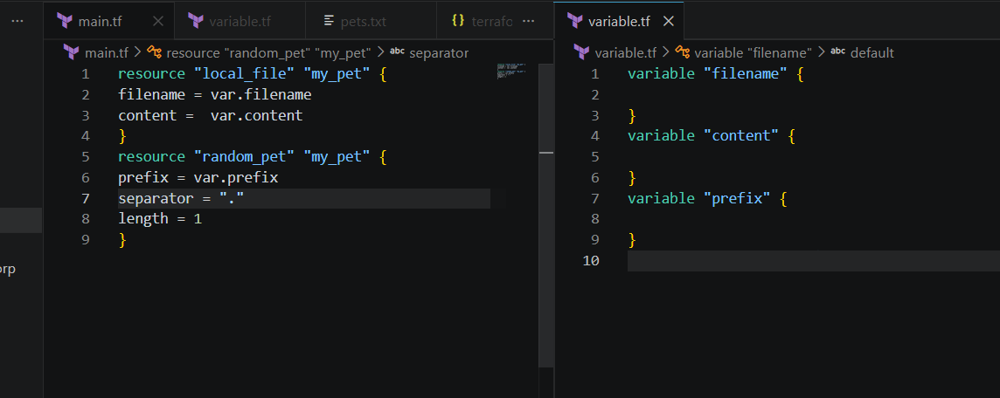 main.tf
variable.tf
pets.txt
terrafo
main.tf > resource "random_pet" "my_pet" > abc separator
1 resource "local_file" "my_pet" {
2 filename = var.filename
3 content =  var.content
4 }
5 resource "random_pet" "my_pet" {
6 prefix = var.prefix
7 separator = "."
8 length = 1
9 }
orp
variable.tf
variable.tf > variable "filename" > abc default
1 variable "filename" {
2
3 }
4 variable "content" {
5
6 }
7 variable "prefix" {
8
9 }
10